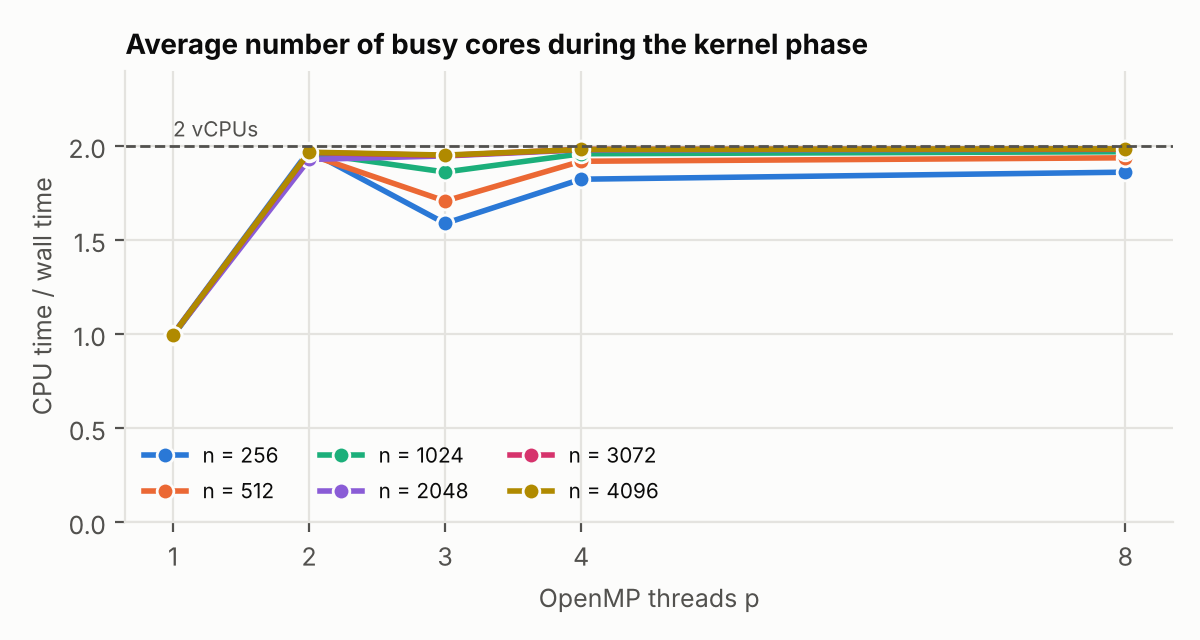 Average number of busy cores during the kernel phase
2 vCPUs
2.0
1.5
1.0
0.5
0.0
CPU time / wall time
n = 256
n = 1024
n = 3072
n = 512
n = 2048
n = 4096
1
2
3
4
8
OpenMP threads p